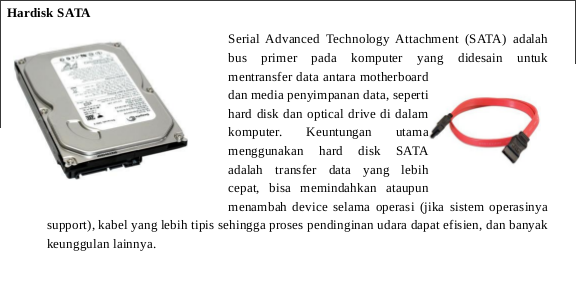 Hardisk SATA
Serial Advanced Technology Attachment (SATA) adalah
bus primer pada komputer yang didesain untuk
mentransfer data antara motherboard
dan media penyimpanan data, seperti
hard disk dan optical drive di dalam
komputer. Keuntungan utama
menggunakan hard disk SATA
adalah transfer data yang lebih
cepat, bisa memindahkan ataupun
menambah device selama operasi (jika sistem operasinya
support), kabel yang lebih tipis sehingga proses pendinginan udara dapat efisien, dan banyak
keunggulan lainnya.